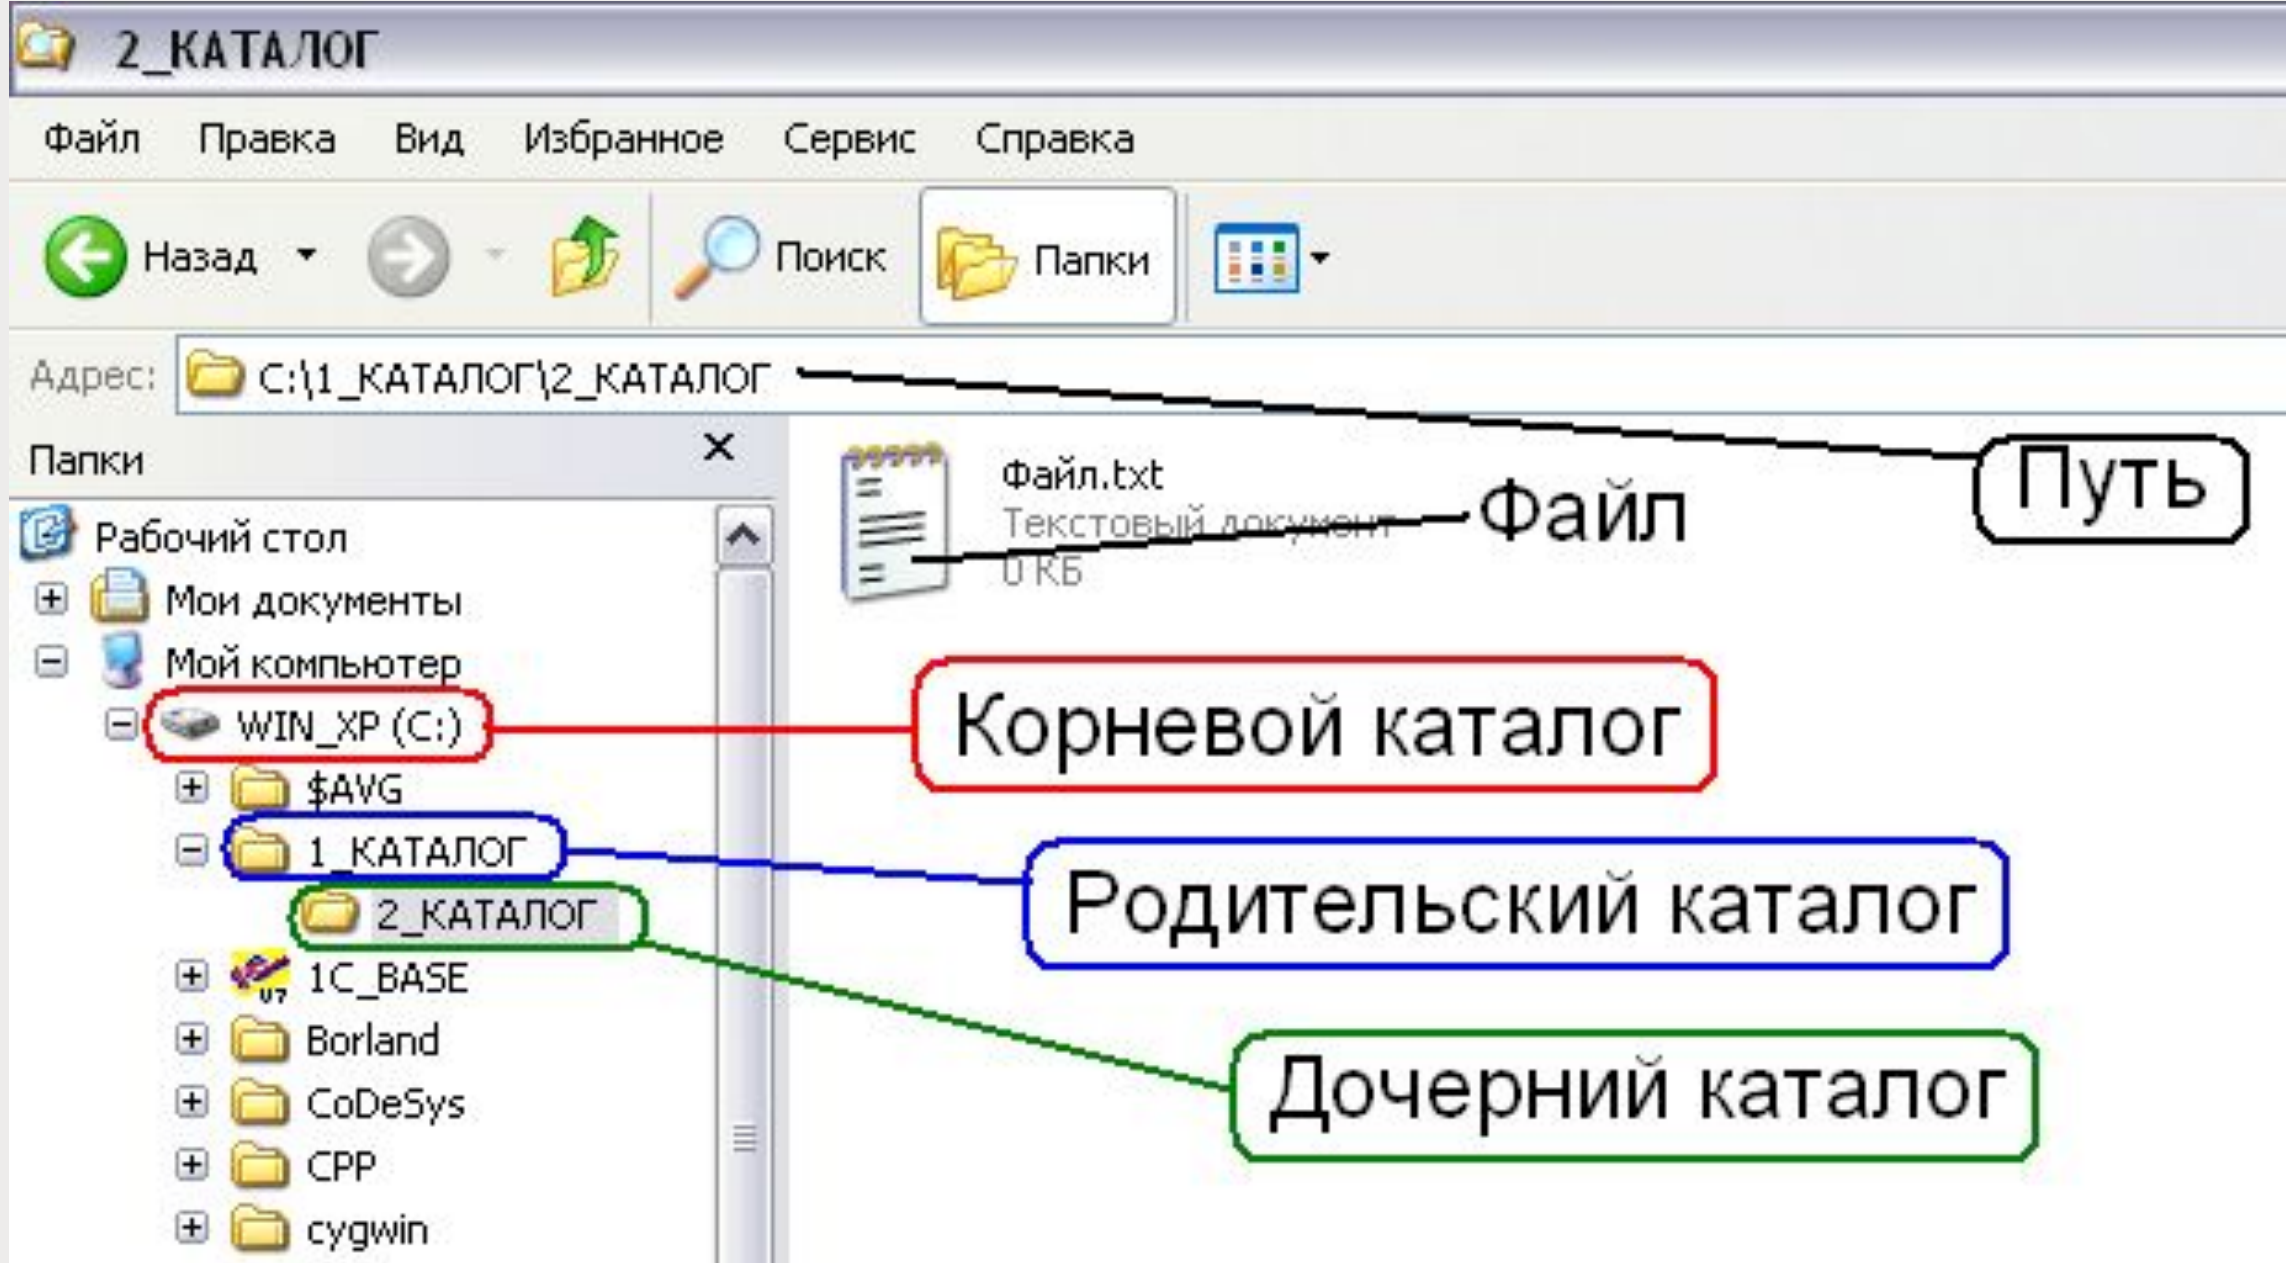 2_КАТАЛОГ
Файл Правка Вид Избранное Сервис Справка
Назад Поиск Папки
Адрес: C:\1_КАТАЛОГ\2_КАТАЛОГ
Папки
Файл.txt
Текстовый документ
0 КБ
Файл
Путь
Рабочий стол
Мои документы
Мой компьютер
WIN_XP (C:)
Корневой каталог
$AVG
1_КАТАЛОГ
Родительский каталог
2_КАТАЛОГ
Дочерний каталог
1C_BASE
Borland
CoDeSys
CPP
cygwin